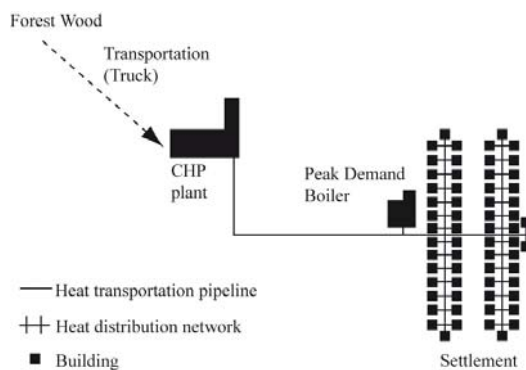 Forest Wood
Transportation
(Truck)
CHP
plant
Peak Demand
Boiler
Heat transportation pipeline
Heat distribution network
Building
Settlement